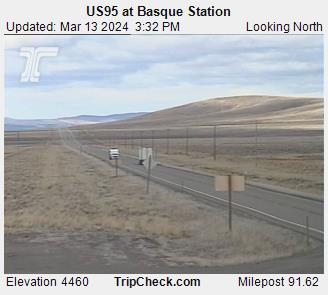 US95 at Basque Station
Updated: Mar 13 2024 3:32 PM Looking North
Elevation 4460 TripCheck.com Milepost 91.62